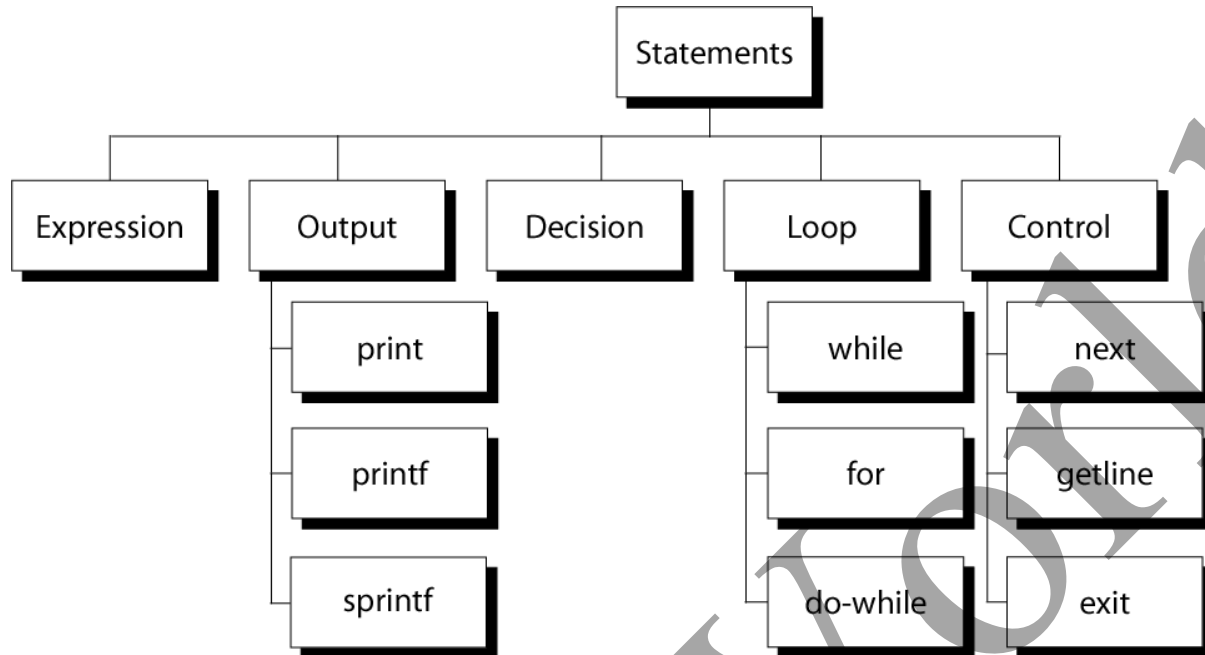 Statements
Expression
Output
Decision
Loop
Control
print
while
next
printf
for
getline
sprintf
do-while
exit